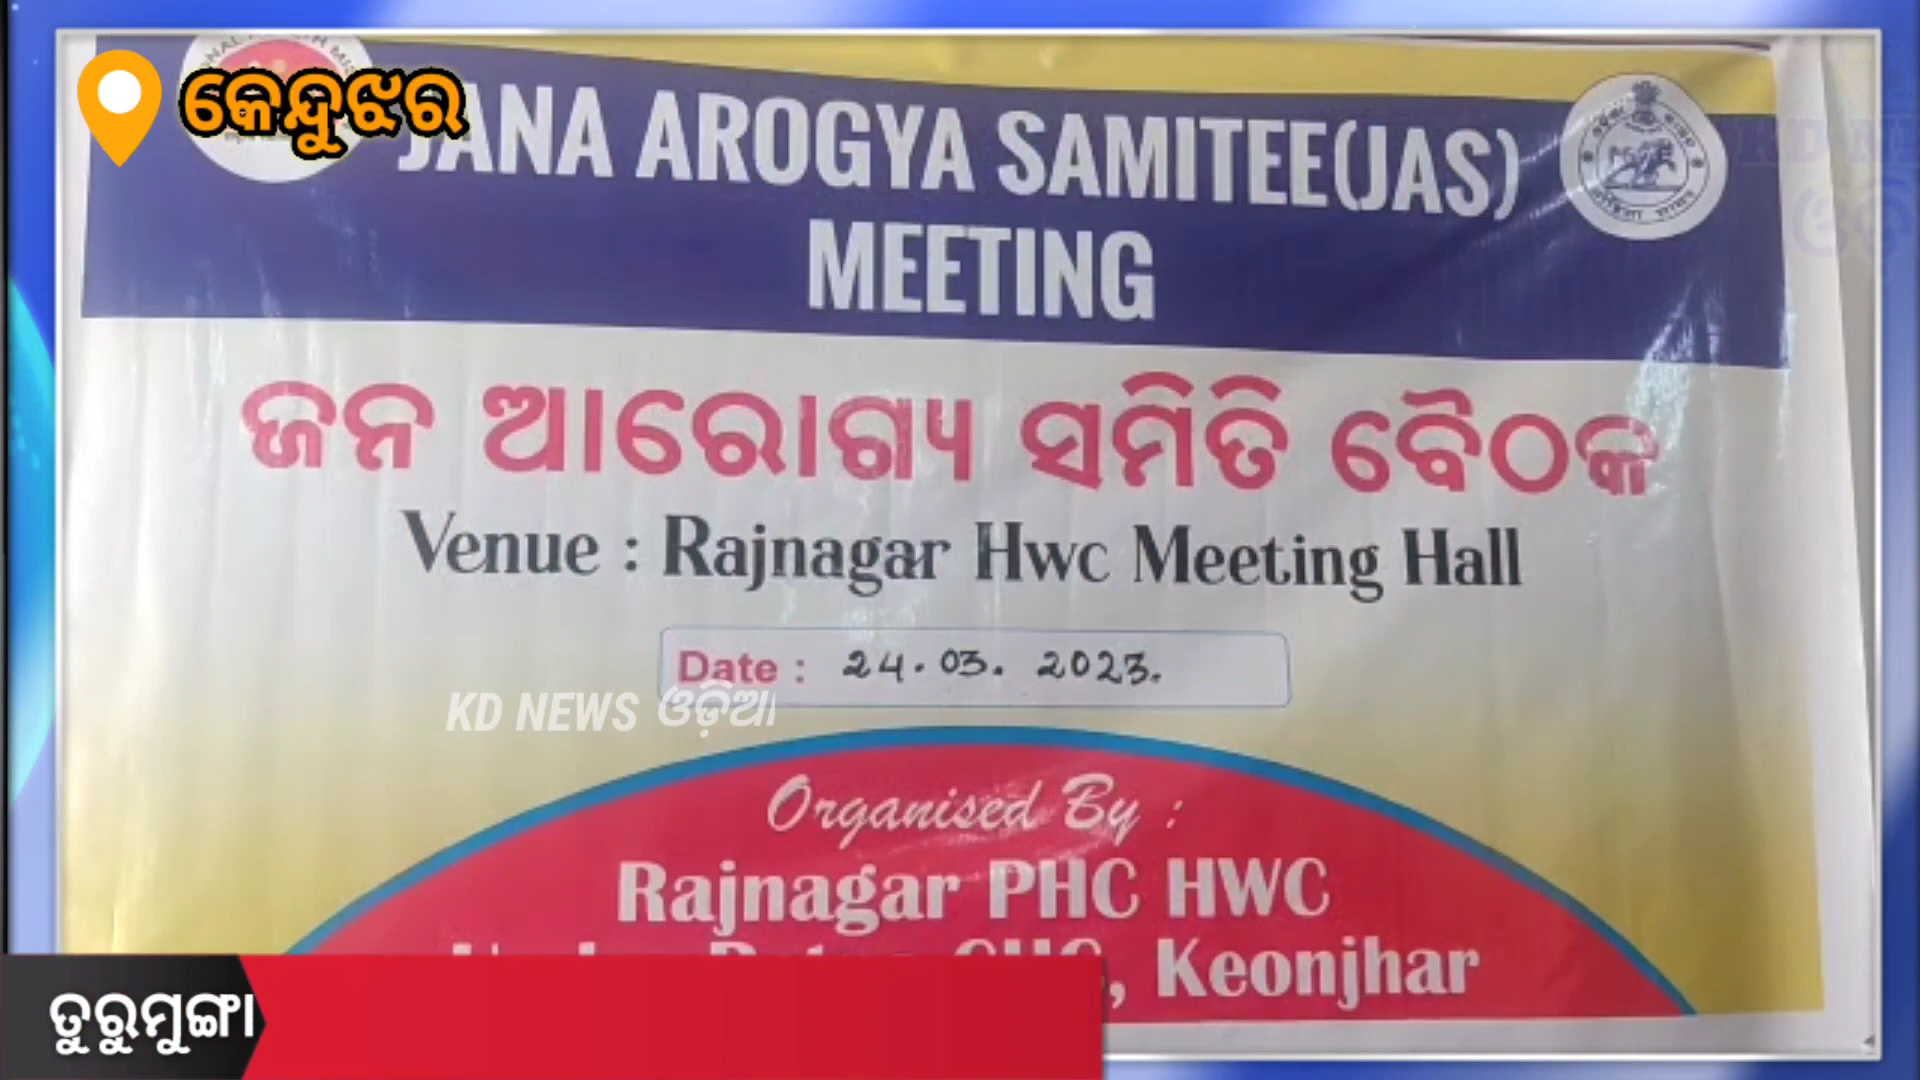 କେନ୍ଦୁଝର
JANA AROGYA SAMITEE(JAS)
MEETING
ଜନ ଆରୋଗ୍ୟ ସମିତି ବୈଠକ
Venue : Rajnagar Hwc Meeting Hall
Date : 24.03.2023.
KD NEWS ଓଡ଼ିଆ
Organised By :
Rajnagar PHC HWC
, Keonjhar
ତୁରୁମୁଙ୍ଗା